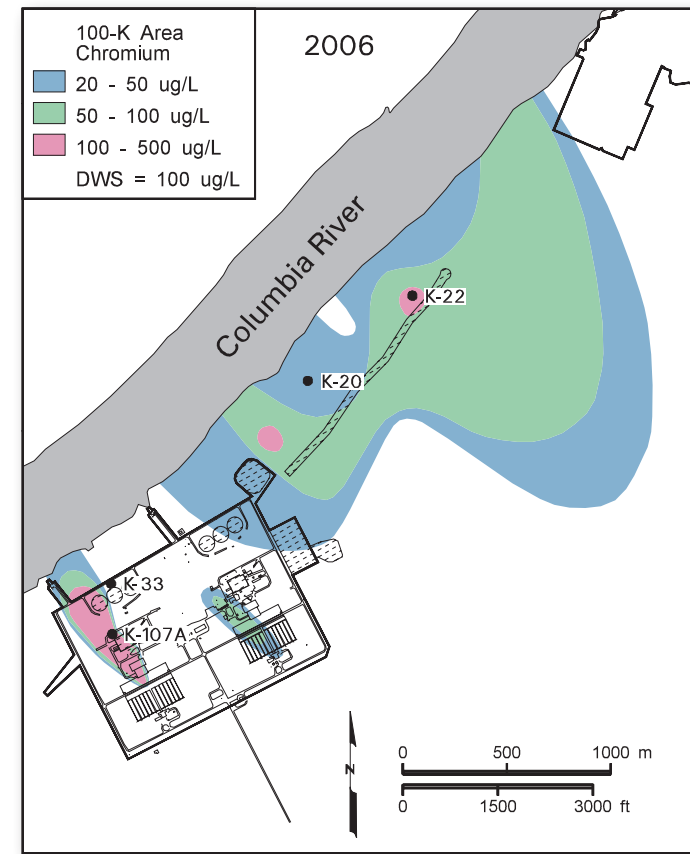 100-K Area
Chromium
20 - 50 ug/L
50 - 100 ug/L
100 - 500 ug/L
DWS = 100 ug/L
2006
Columbia River
K-22
K-20
K-33
K-107A
N
0 500 1000 m
0 1500 3000 ft